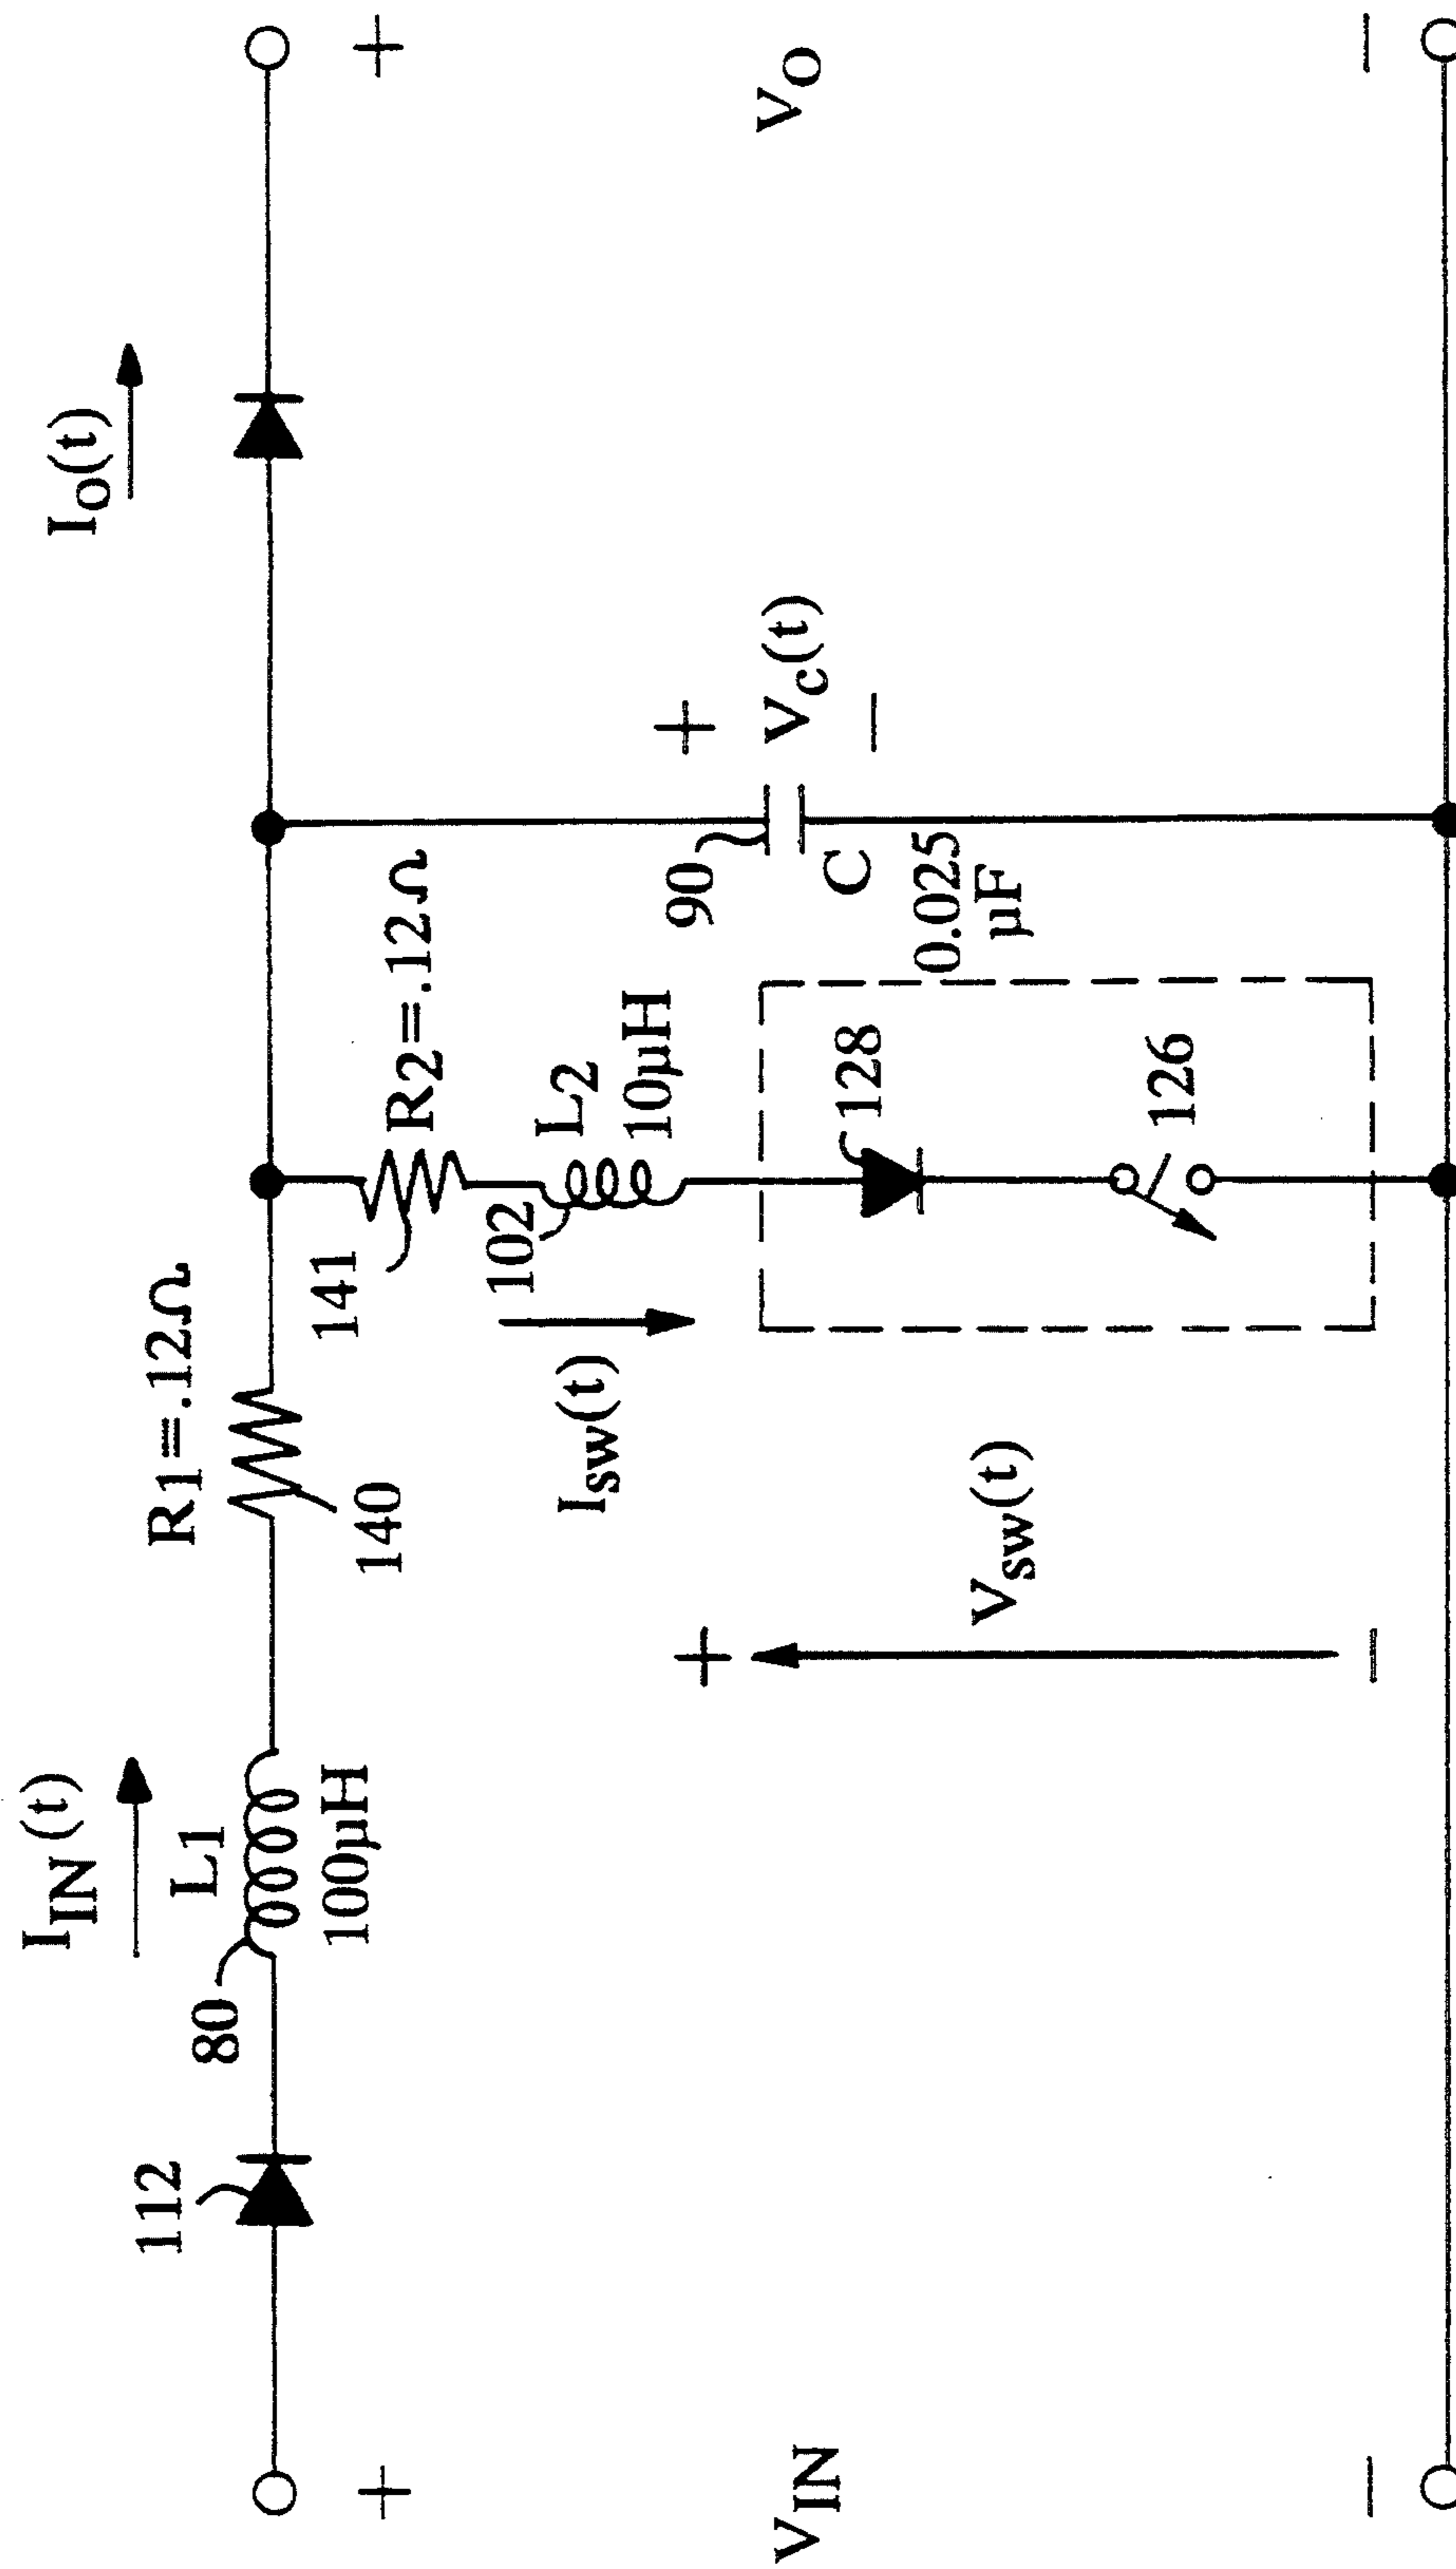 I_IN(t)
I_O(t)
112
80
L1
100μH
R1=.12Ω
140
141
R2=.12Ω
102
L2
10μH
I_SW(t)
+
+
+
V_IN
V_SW(t)
128
126
90
+
V_c(t)
−
C
0.025
μF
V_O
−
−
−